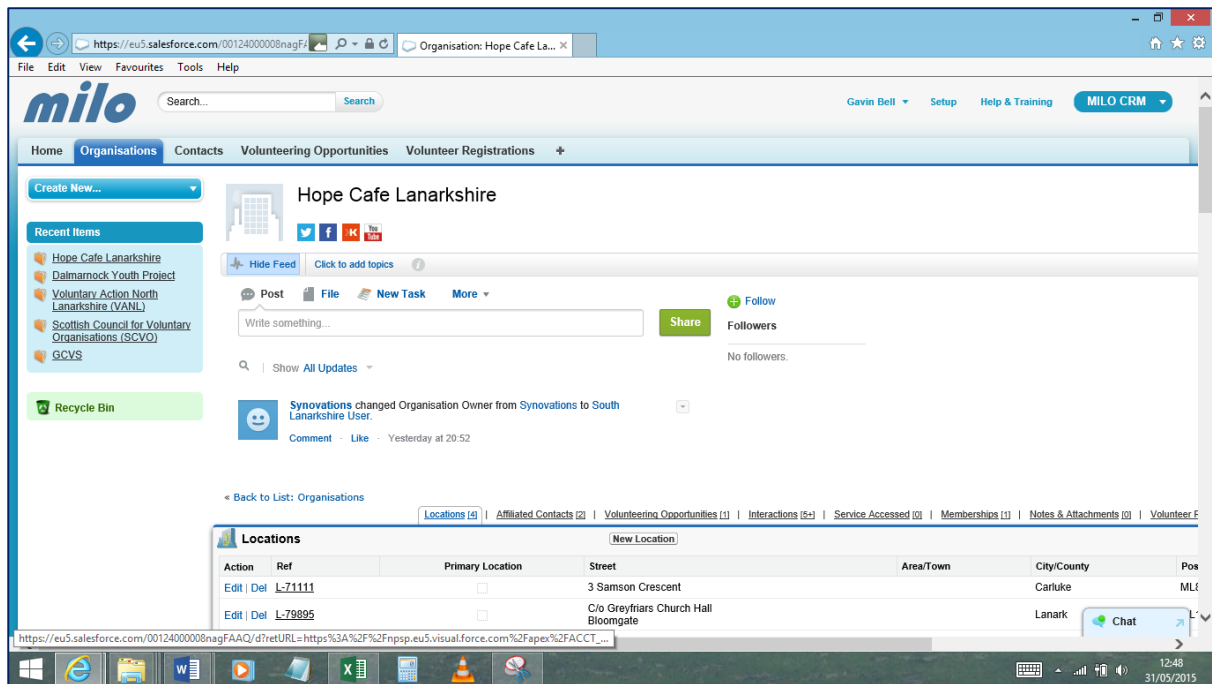 https://eu5.salesforce.com/00124000008nagF
Organisation: Hope Cafe La...
File Edit View Favourites Tools Help
milo
Search...
Search
Gavin Bell
Setup
Help & Training
MILO CRM
Home
Organisations
Contacts
Volunteering Opportunities
Volunteer Registrations
+
Create New...
Recent Items
Hope Cafe Lanarkshire
Dalmarnock Youth Project
Voluntary Action North
Lanarkshire (VANL)
Scottish Council for Voluntary
Organisations (SCVO)
GCVS
Recycle Bin
Hope Cafe Lanarkshire
You
Tube
Hide Feed
Click to add topics
Post
File
New Task
More
Write something...
Share
Follow
Followers
No followers.
Show All Updates
Synovations changed Organisation Owner from Synovations to South
Lanarkshire User.
Comment · Like · Yesterday at 20:52
« Back to List: Organisations
Locations [4] | Affiliated Contacts [2] | Volunteering Opportunities [1] | Interactions [5+] | Service Accessed [0] | Memberships [1] | Notes & Attachments [0] | Volunteer R
Locations
New Location
Action Ref Primary Location Street Area/Town City/County Pos
Edit | Del L-71111 3 Samson Crescent Carluke ML8
Edit | Del L-79895 C/o Greyfriars Church Hall
Bloomgate Lanark
Chat
https://eu5.salesforce.com/00124000008nagFAAQ/d?retURL=https%3A%2F%2Fnpsp.eu5.visual.force.com%2Fapex%2FACCT_...
12:48
31/05/2015